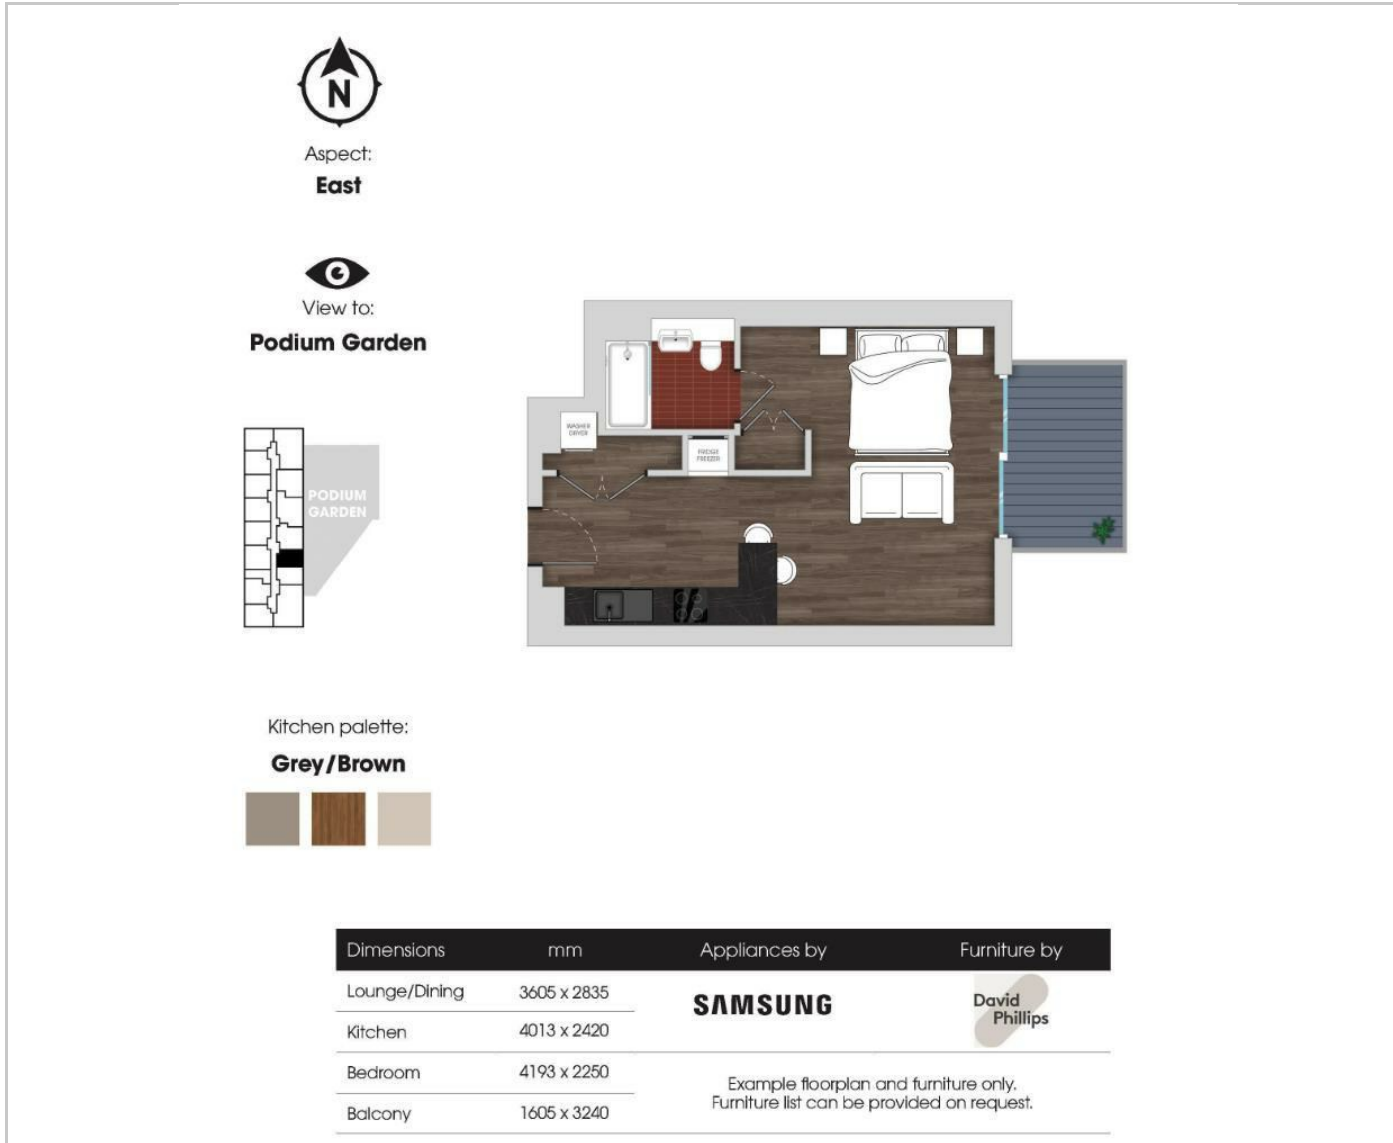 N
Aspect:
East
View to:
Podium Garden
PODIUM
GARDEN
WASHER
DRYER
FRIDGE
FREEZER
Kitchen palette:
Grey/Brown
Dimensions mm Appliances by Furniture by
Lounge/Dining 3605 x 2835
SAMSUNG
David
Phillips
Kitchen 4013 x 2420
Bedroom 4193 x 2250
Example floorplan and furniture only.
Furniture list can be provided on request.
Balcony 1605 x 3240